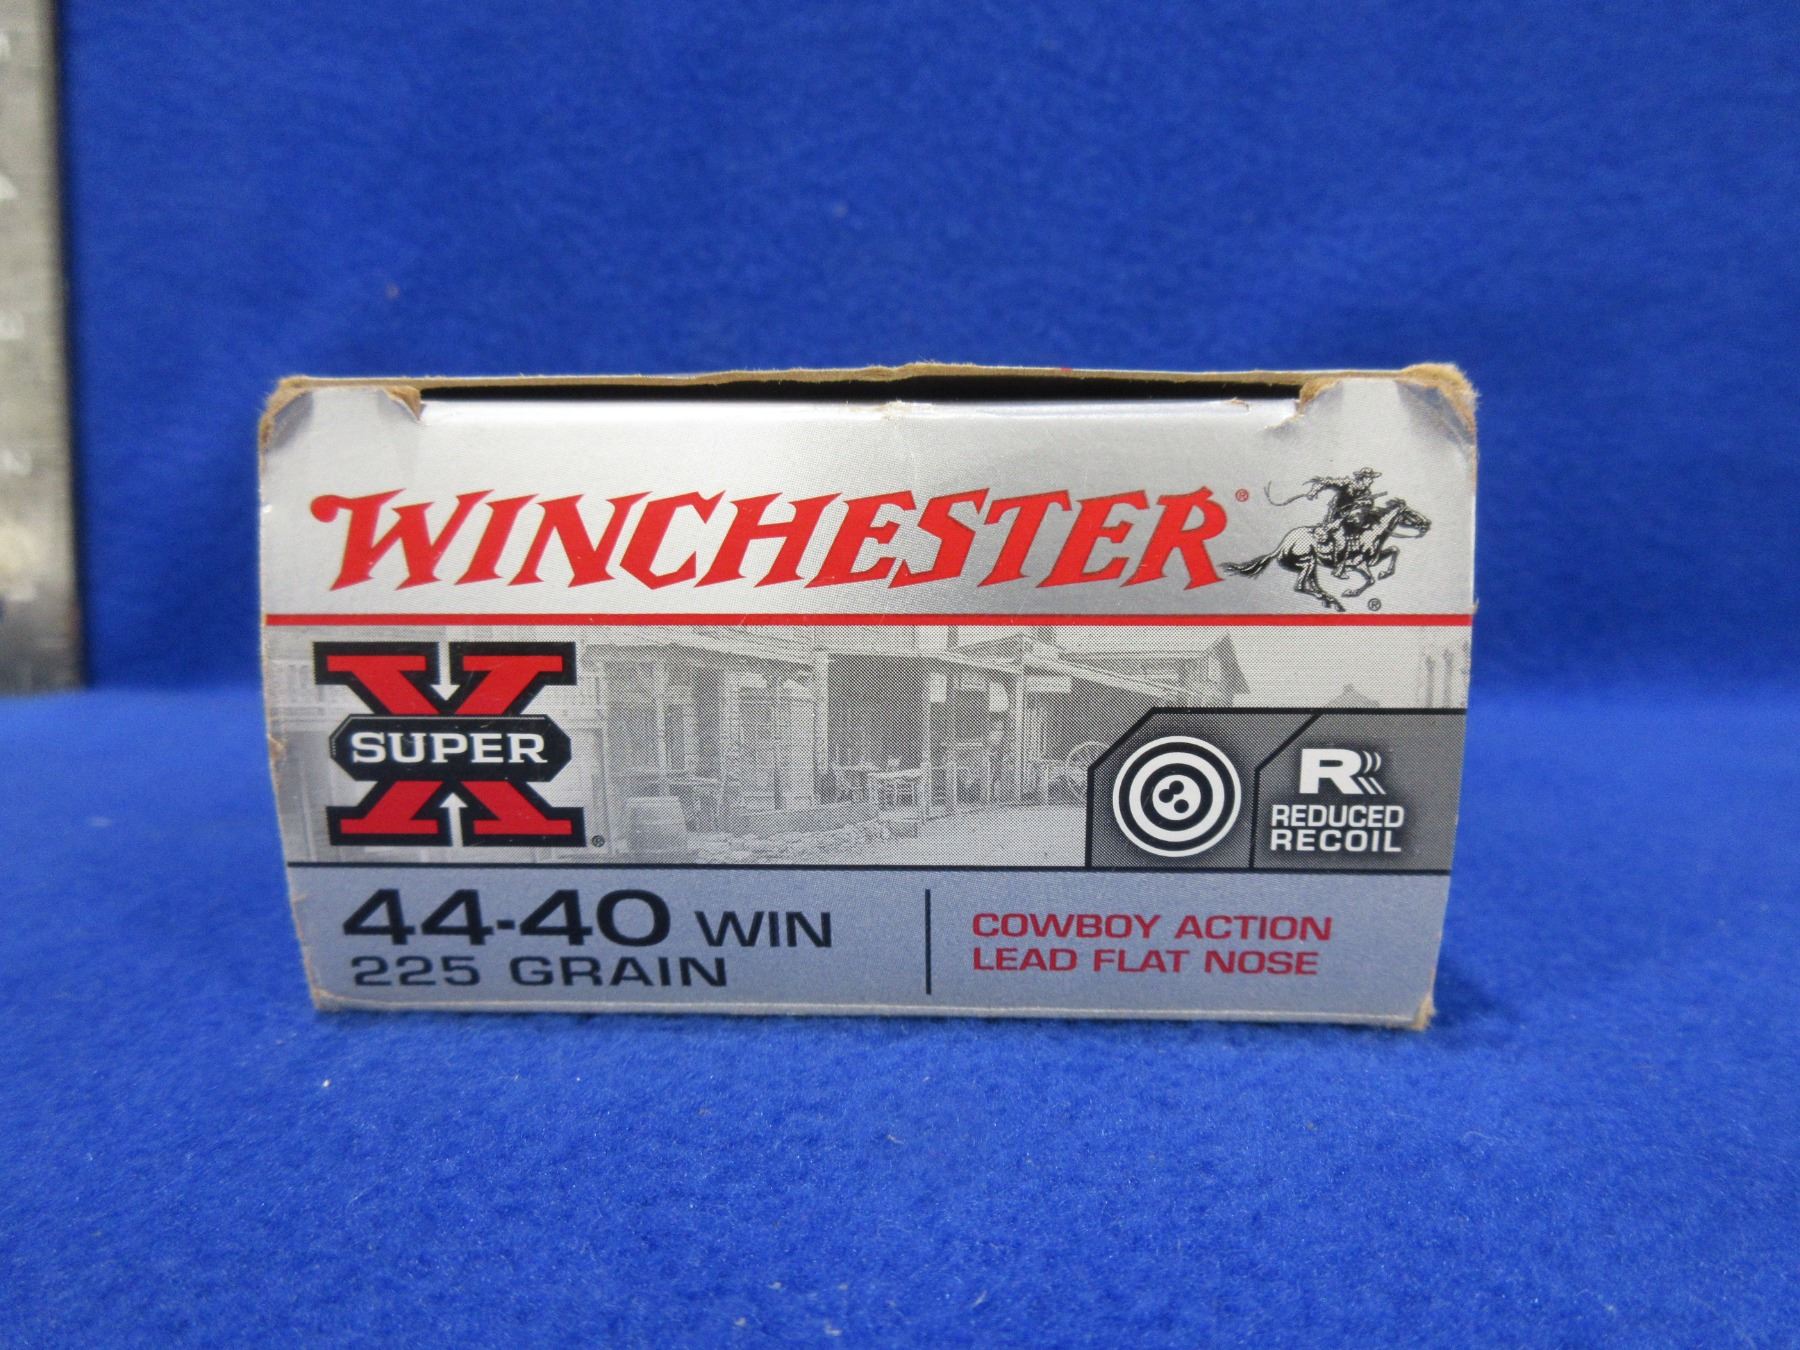 WINCHESTER®
®
X
SUPER
®
R
REDUCED
RECOIL
44-40 WIN
225 GRAIN
COWBOY ACTION
LEAD FLAT NOSE